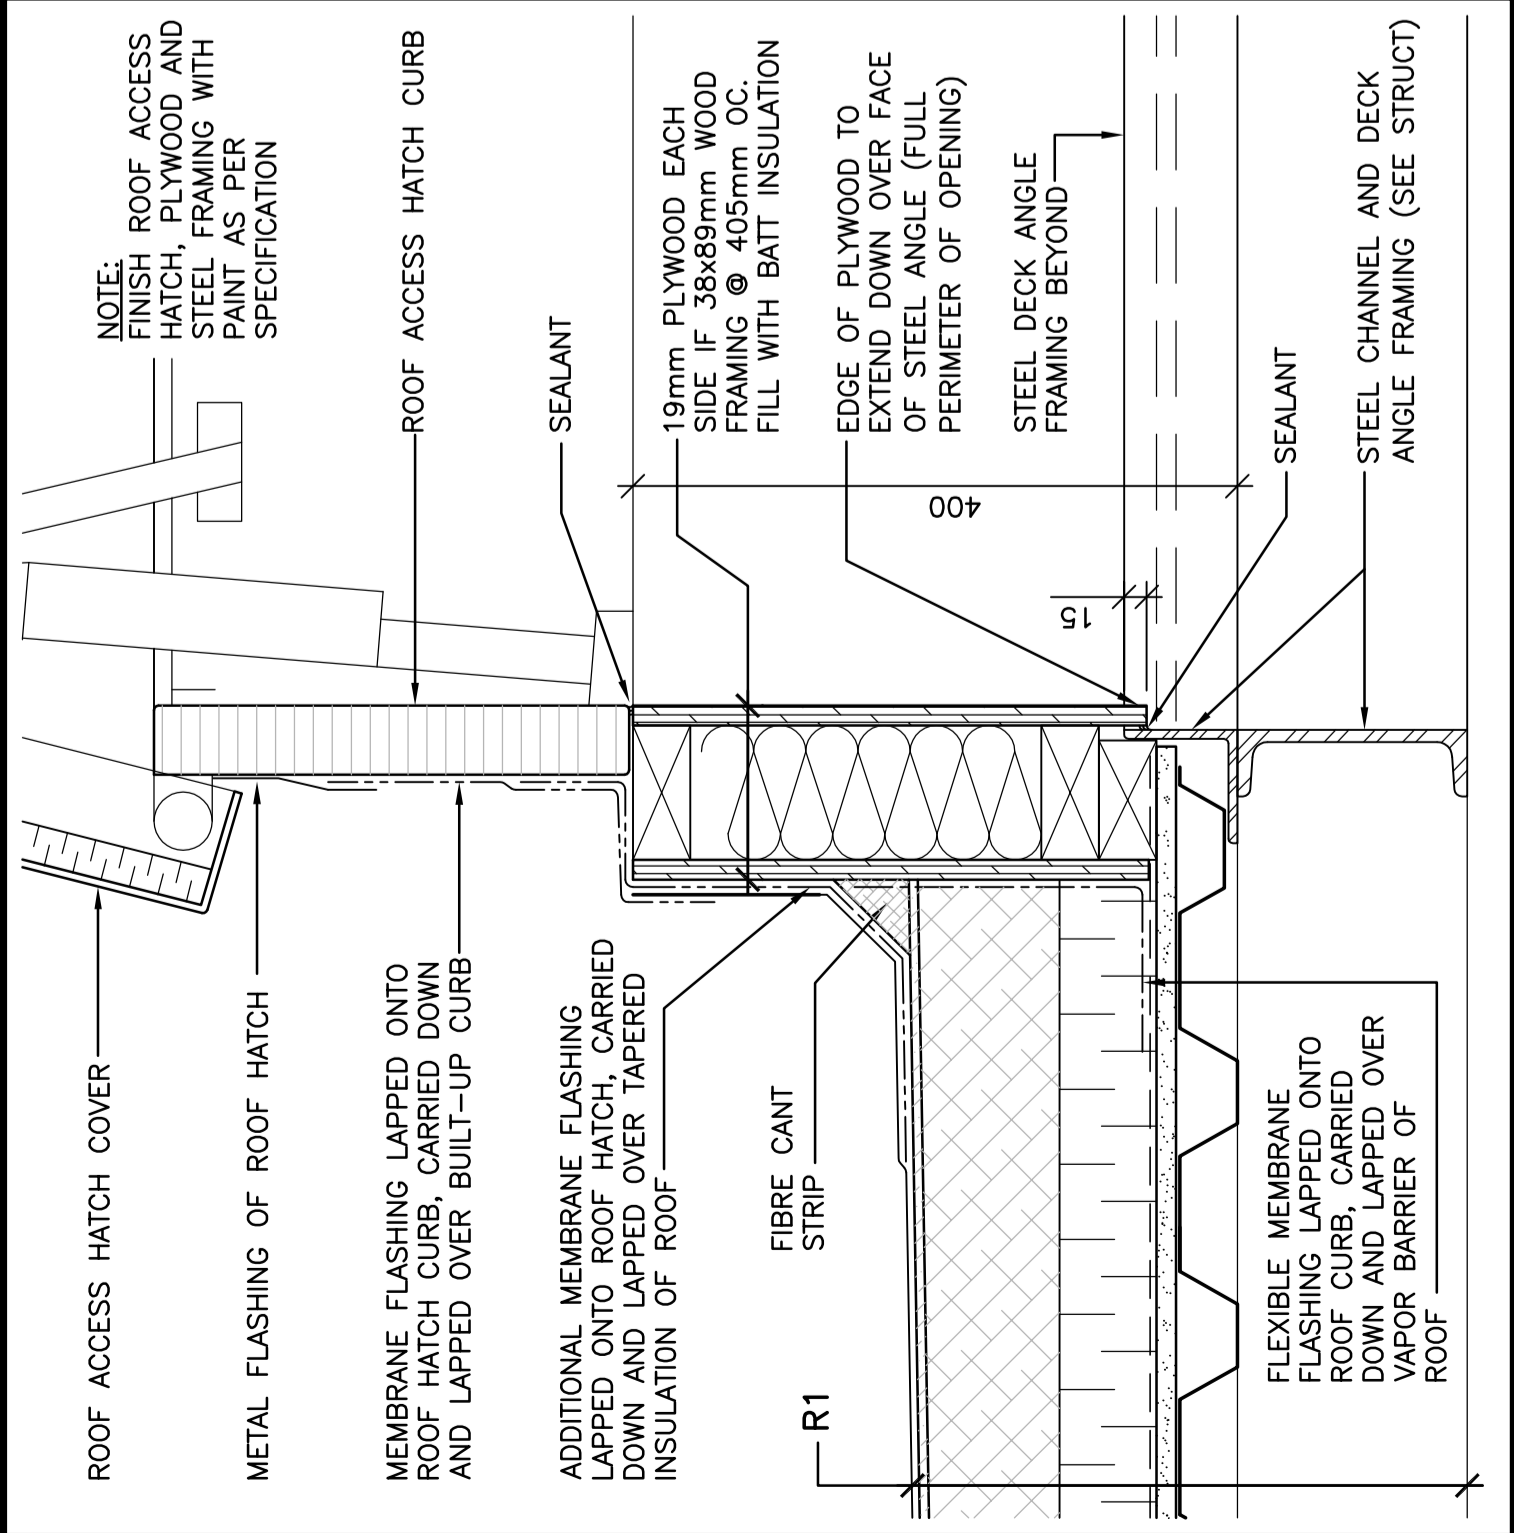 NOTE:
FINISH ROOF ACCESS
HATCH, PLYWOOD AND
STEEL FRAMING WITH
PAINT AS PER
SPECIFICATION
ROOF ACCESS HATCH CURB
SEALANT
19mm PLYWOOD EACH
SIDE IF 38x89mm WOOD
FRAMING @ 405mm OC.
FILL WITH BATT INSULATION
EDGE OF PLYWOOD TO
EXTEND DOWN OVER FACE
OF STEEL ANGLE (FULL
PERIMETER OF OPENING)
STEEL DECK ANGLE
FRAMING BEYOND
SEALANT
STEEL CHANNEL AND DECK
ANGLE FRAMING (SEE STRUCT)
400
15
ROOF ACCESS HATCH COVER
METAL FLASHING OF ROOF HATCH
MEMBRANE FLASHING LAPPED ONTO
ROOF HATCH CURB, CARRIED DOWN
AND LAPPED OVER BUILT-UP CURB
ADDITIONAL MEMBRANE FLASHING
LAPPED ONTO ROOF HATCH, CARRIED
DOWN AND LAPPED OVER TAPERED
INSULATION OF ROOF
FIBRE CANT
STRIP
R1
FLEXIBLE MEMBRANE
FLASHING LAPPED ONTO
ROOF CURB, CARRIED
DOWN AND LAPPED OVER
VAPOR BARRIER OF
ROOF